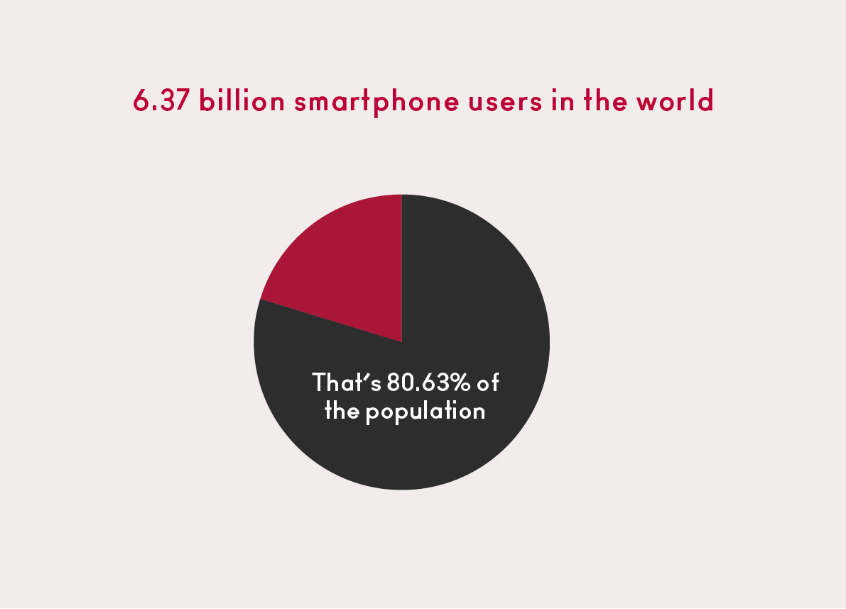 6.37 billion smartphone users in the world
That's 80.63% of
the population